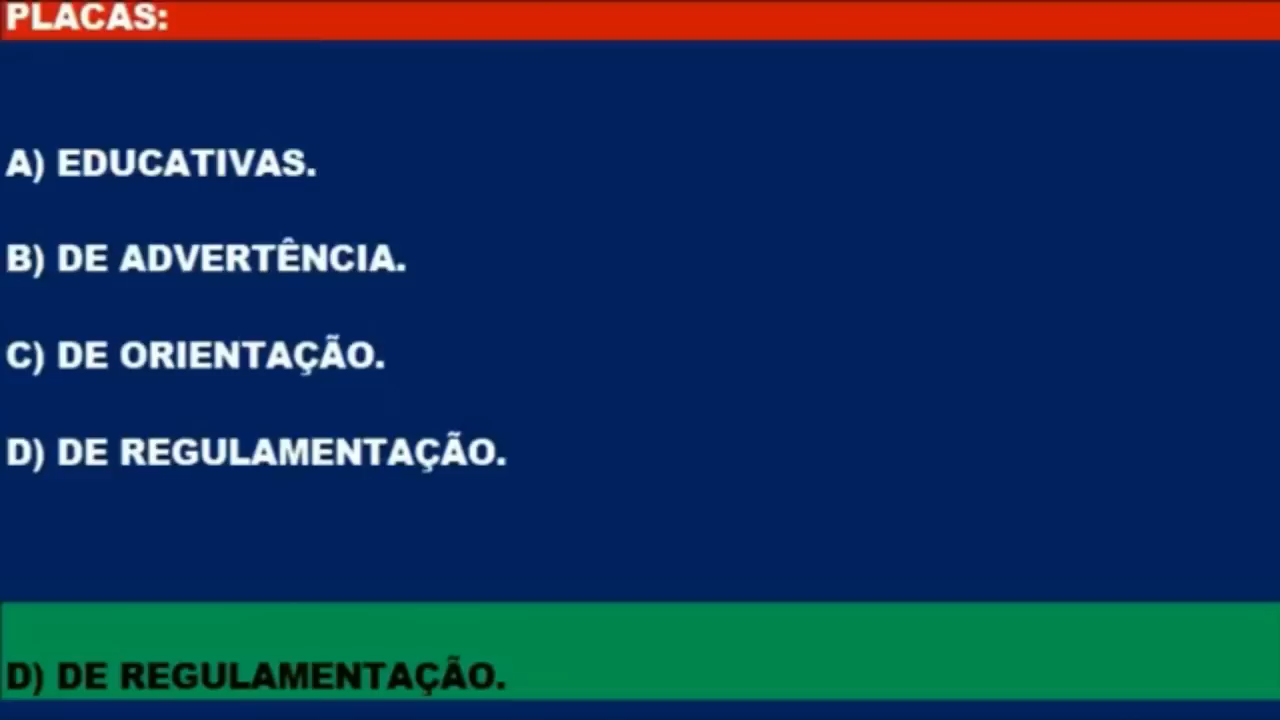 PLACAS:
A) EDUCATIVAS.
B) DE ADVERTÊNCIA.
C) DE ORIENTAÇÃO.
D) DE REGULAMENTAÇÃO.
D) DE REGULAMENTAÇÃO.